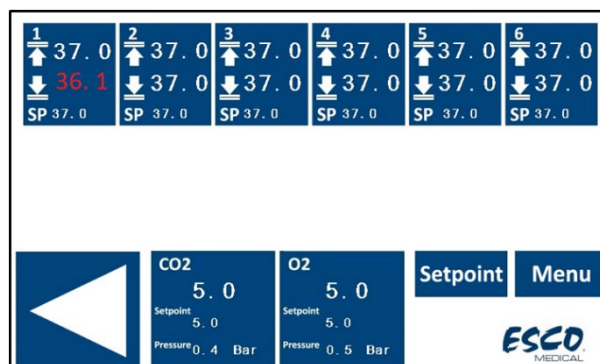 1 2 3 4 5 6
37.0 37.0 37.0 37.0 37.0 37.0
36.1 37.0 37.0 37.0 37.0 37.0
SP 37.0 SP 37.0 SP 37.0 SP 37.0 SP 37.0 SP 37.0
CO2
5.0
Setpoint
5.0
Pressure 0.4 Bar
O2
5.0
Setpoint
5.0
Pressure 0.5 Bar
Setpoint
Menu
ESCO
MEDICAL